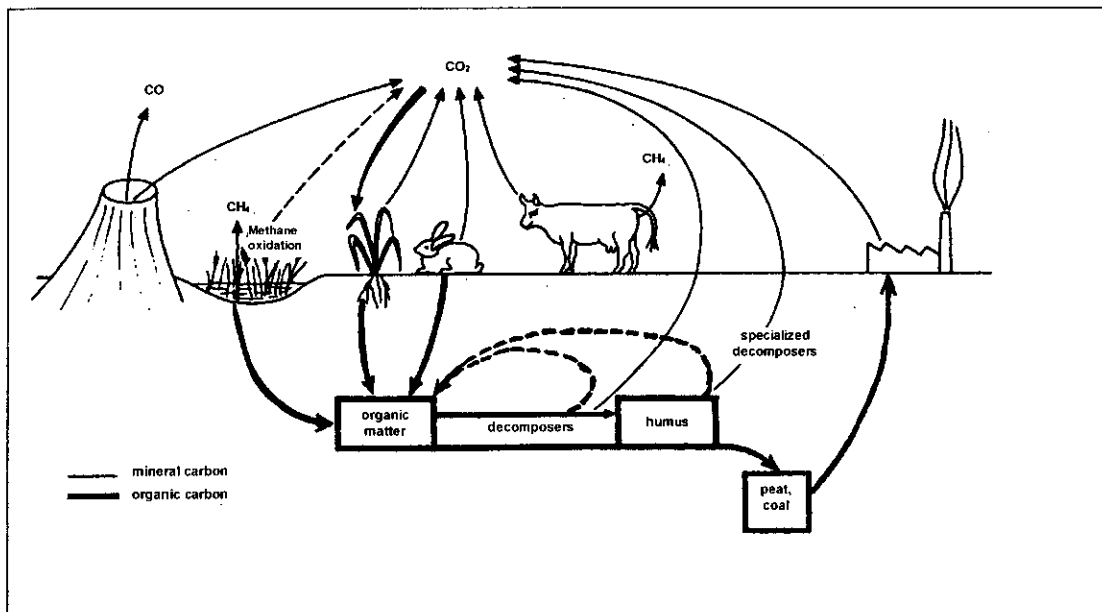 CO₂
CO
CH₄
CH₄
Methane
oxidation
specialized
decomposers
organic
matter
decomposers
humus
mineral carbon
organic carbon
peat,
coal